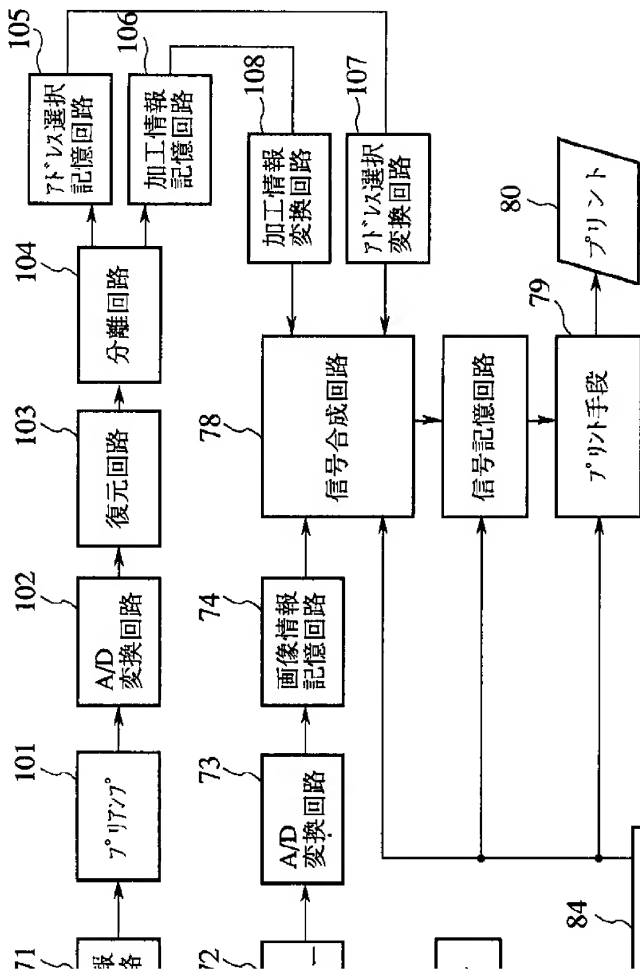 105
106
アドレス選択
記憶回路
加工情報
記憶回路
108
107
104
分離回路
加工情報
変換回路
アドレス選択
変換回路
80
プリント
103
復元回路
78
信号合成回路
信号記憶回路
79
プリント手段
102
A/D
変換回路
74
画像情報
記憶回路
101
プリアンプ
73
A/D
変換回路
71
報
路
72
ー
84